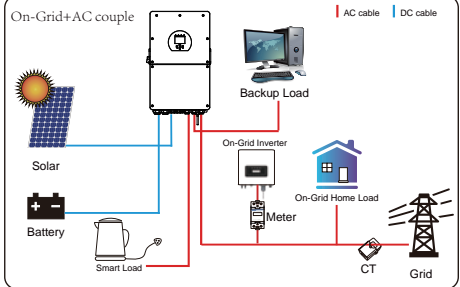 On-Grid+AC couple
AC cable
DC cable
Backup Load
On-Grid Inverter
Solar
On-Grid Home Load
Meter
Battery
Smart Load
CT
Grid